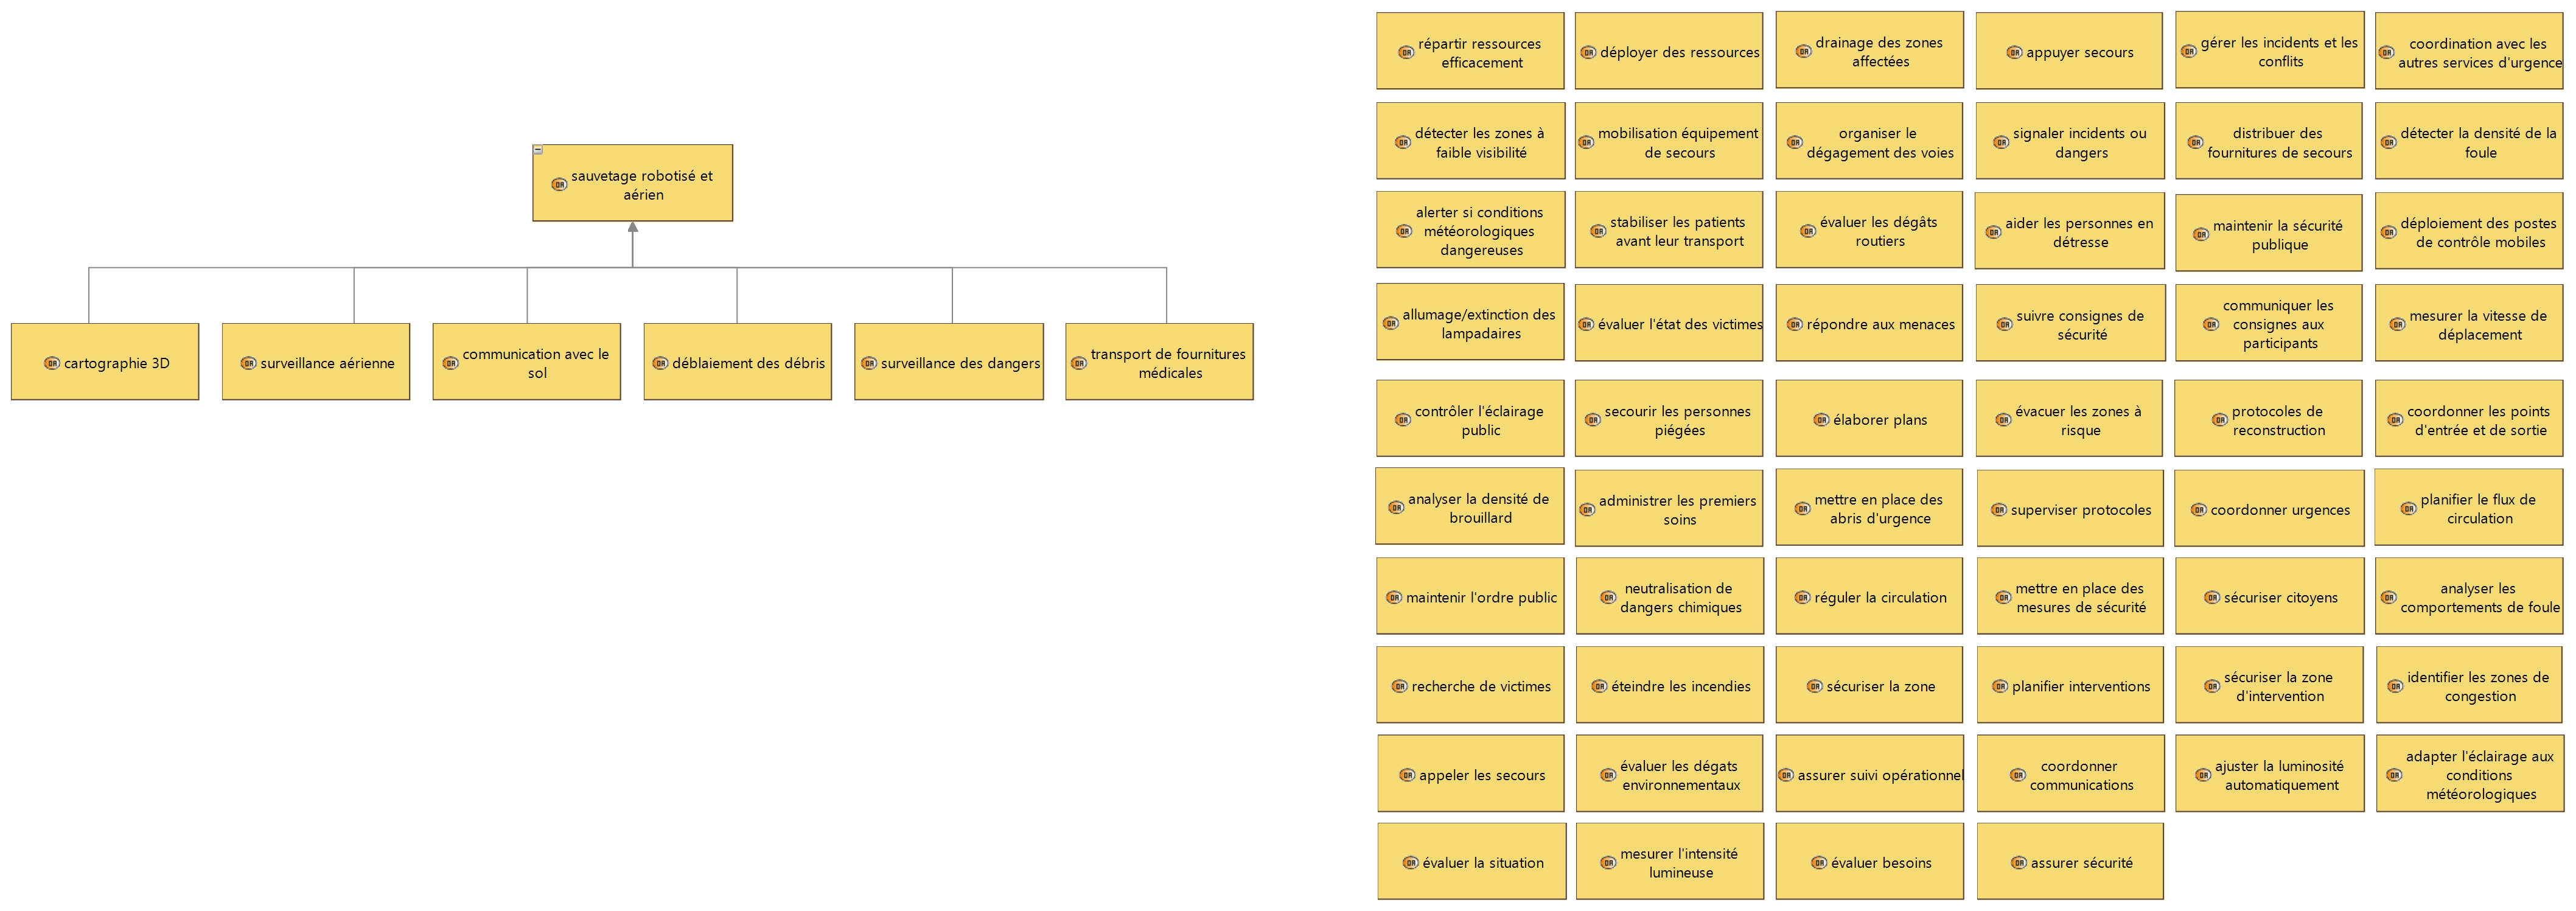 sauvetage robotisé et
aérien
cartographie 3D
surveillance aérienne
communication avec le
sol
déblaiement des débris
surveillance des dangers
transport de fournitures
médicales
répartir ressources
efficacement
déployer des ressources
drainage des zones
affectées
appuyer secours
gérer les incidents et les
conflits
coordination avec les
autres services d'urgence
détecter les zones à
faible visibilité
mobilisation équipement
de secours
organiser le
dégagement des voies
signaler incidents ou
dangers
distribuer des
fournitures de secours
détecter la densité de la
foule
alerter si conditions
météorologiques
dangereuses
stabiliser les patients
avant leur transport
évaluer les dégâts
routiers
aider les personnes en
détresse
maintenir la sécurité
publique
déploiement des postes
de contrôle mobiles
allumage/extinction des
lampadaires
évaluer l'état des victimes
répondre aux menaces
suivre consignes de
sécurité
communiquer les
consignes aux
participants
mesurer la vitesse de
déplacement
contrôler l'éclairage
public
secourir les personnes
piégées
élaborer plans
évacuer les zones à
risque
protocoles de
reconstruction
coordonner les points
d'entrée et de sortie
analyser la densité de
brouillard
administrer les premiers
soins
mettre en place des
abris d'urgence
superviser protocoles
coordonner urgences
planifier le flux de
circulation
maintenir l'ordre public
neutralisation de
dangers chimiques
réguler la circulation
mettre en place des
mesures de sécurité
sécuriser citoyens
analyser les
comportements de foule
recherche de victimes
éteindre les incendies
sécuriser la zone
planifier interventions
sécuriser la zone
d'intervention
identifier les zones de
congestion
appeler les secours
évaluer les dégats
environnementaux
assurer suivi opérationnel
coordonner
communications
ajuster la luminosité
automatiquement
adapter l'éclairage aux
conditions
météorologiques
évaluer la situation
mesurer l'intensité
lumineuse
évaluer besoins
assurer sécurité